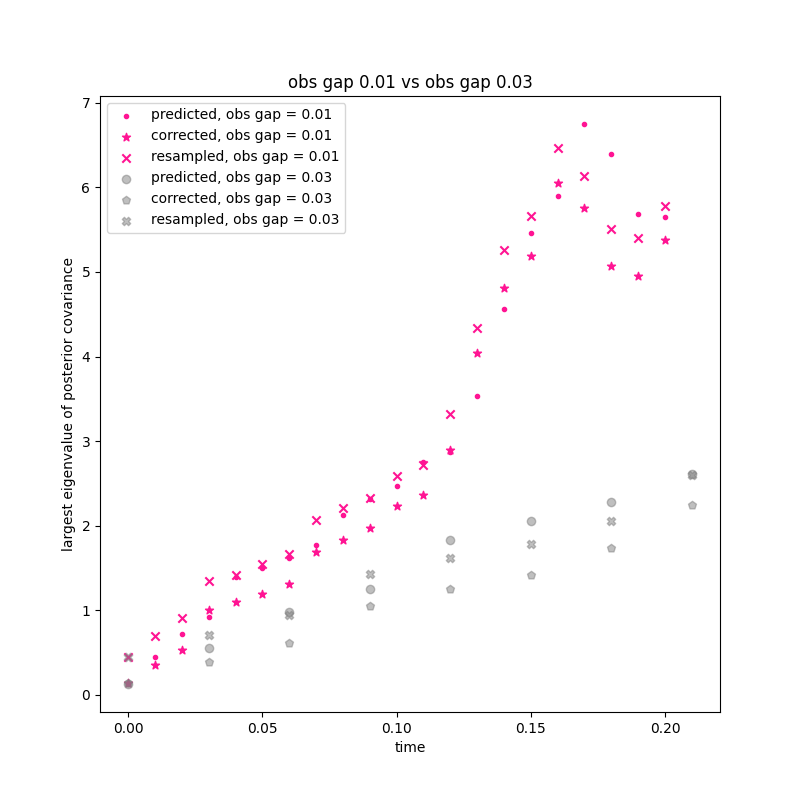 obs gap 0.01 vs obs gap 0.03
predicted, obs gap = 0.01
corrected, obs gap = 0.01
resampled, obs gap = 0.01
predicted, obs gap = 0.03
corrected, obs gap = 0.03
resampled, obs gap = 0.03
largest eigenvalue of posterior covariance
7
6
5
4
3
2
1
0
0.00 0.05 0.10 0.15 0.20
time